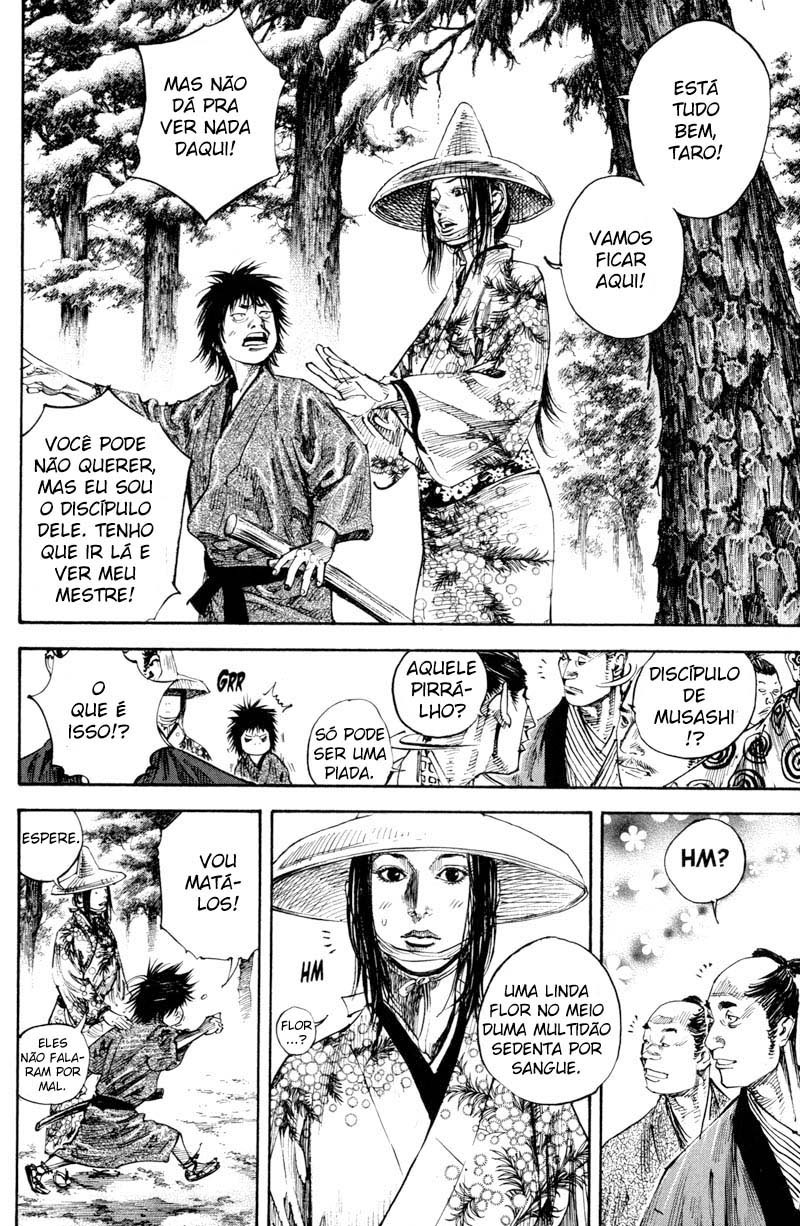 ESTÁ
TUDO
BEM,
TARO!
VAMOS
FICAR
AQUI!
MAS NÃO
DÁ PRA
VER NADA
DAQUI!
VOCÊ PODE
NÃO QUERER,
MAS EU SOU
O DISCÍPULO
DELE. TENHO
QUE IR LÁ E
VER MEU
MESTRE!
DISCÍPULO
DE
MUSASHI
!?
AQUELE
PIRRÁ-
LHO?
SÓ PODE
SER UMA
PIADA.
GRR
O
QUE É
ISSO!?
HM?
UMA LINDA
FLOR NO MEIO
DUMA MULTIDÃO
SEDENTA POR
SANGUE.
HM
FLOR
...?
VOU
MATÁ-
LOS!
ESPERE.
ELES
NÃO FALA-
RAM POR
MAL.